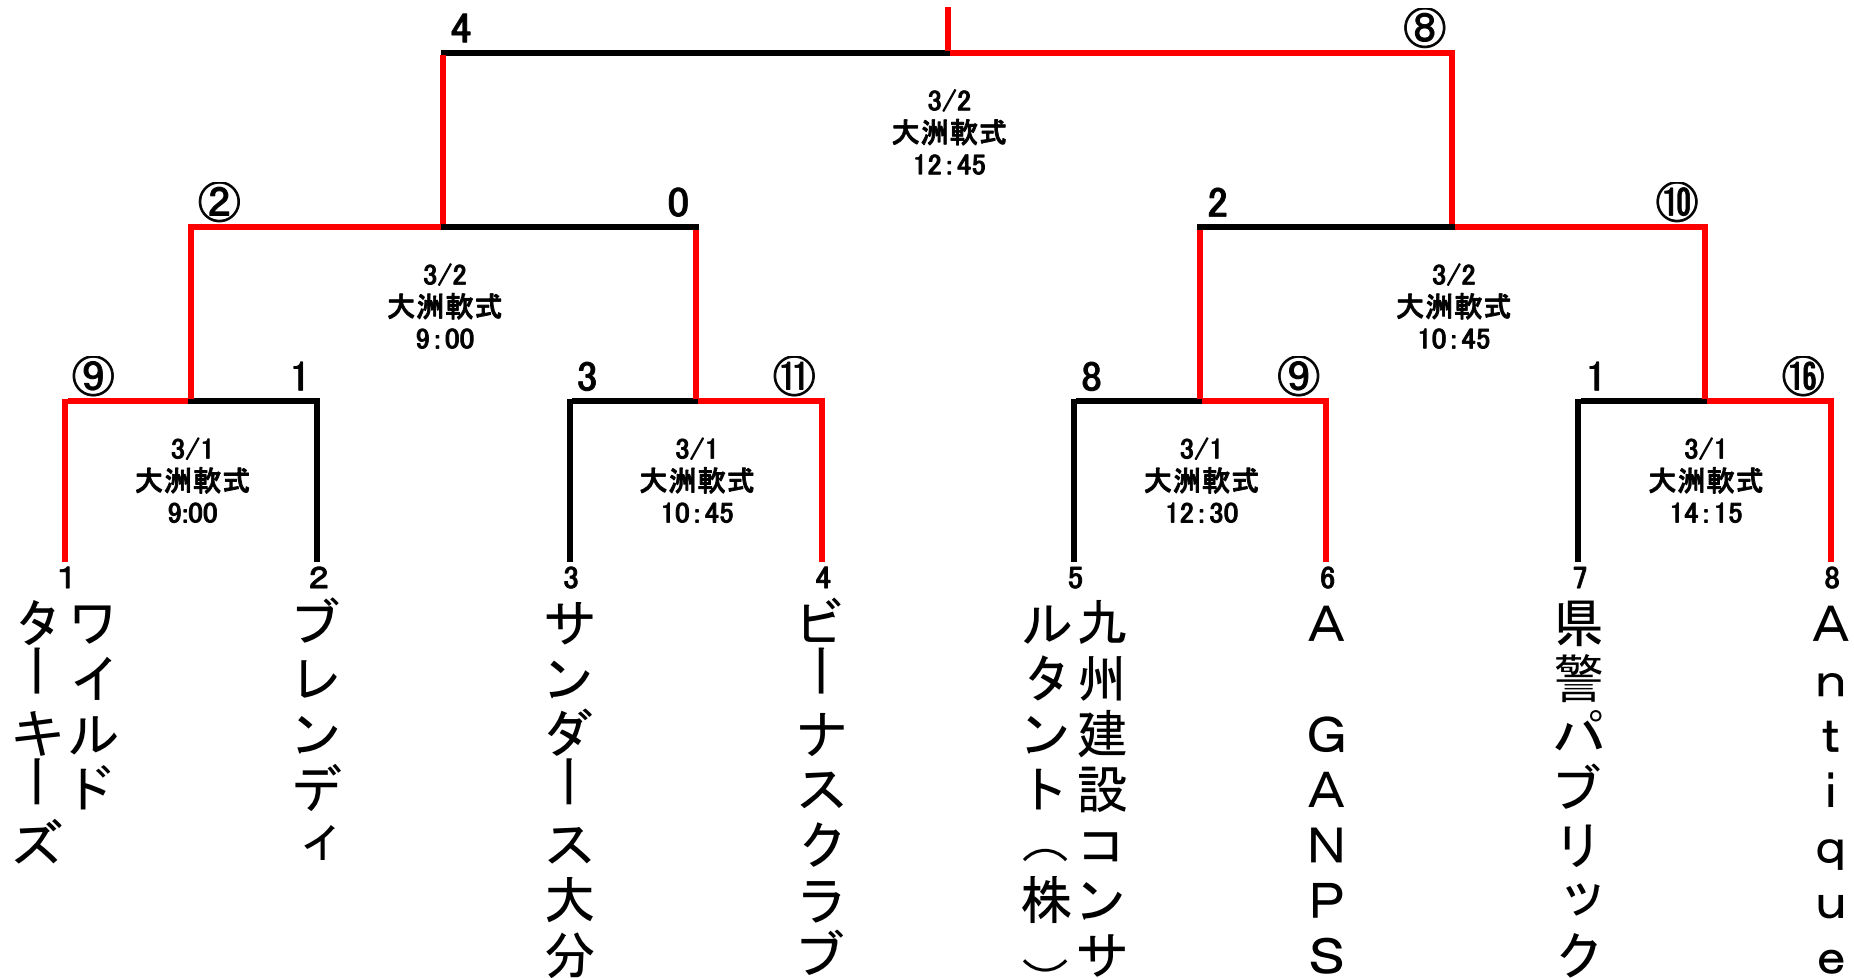 4 ⑧
3/2
大洲軟式
12:45
② 0 2 ⑩
3/2
大洲軟式
9:00
3/2
大洲軟式
10:45
⑨ 1 3 ⑪ 8 ⑨ 1 ⑯
3/1
大洲軟式
9:00
3/1
大洲軟式
10:45
3/1
大洲軟式
12:30
3/1
大洲軟式
14:15
1
ワイルド
ターキーズ
2
ブレンディ
3
サンダース大分
4
ビーナスクラブ
5
九州建設コンサ
ルタント（株）
6
A GANPS
7
県警パブリック
8
Antique